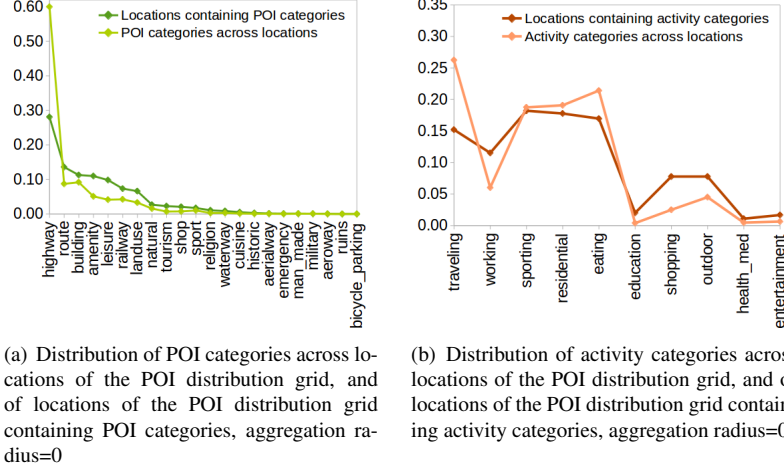 0.60
0.50
0.40
0.30
0.20
0.10
0.00
Locations containing POI categories
POI categories across locations
highway
route
building
amenity
leisure
railway
landuse
natural
tourism
shop
sport
religion
waterway
cuisine
historic
aerialway
emergency
man_made
military
aeroway
ruins
bicycle_parking
(a) Distribution of POI categories across lo-
cations of the POI distribution grid, and
of locations of the POI distribution grid
containing POI categories, aggregation ra-
dius=0
0.35
0.30
0.25
0.20
0.15
0.10
0.05
0.00
Locations containing activity categories
Activity categories across locations
traveling
working
sporting
residential
eating
education
shopping
outdoor
health_med
entertainment
(b) Distribution of activity categories acros
locations of the POI distribution grid, and o
locations of the POI distribution grid contain
ing activity categories, aggregation radius=0